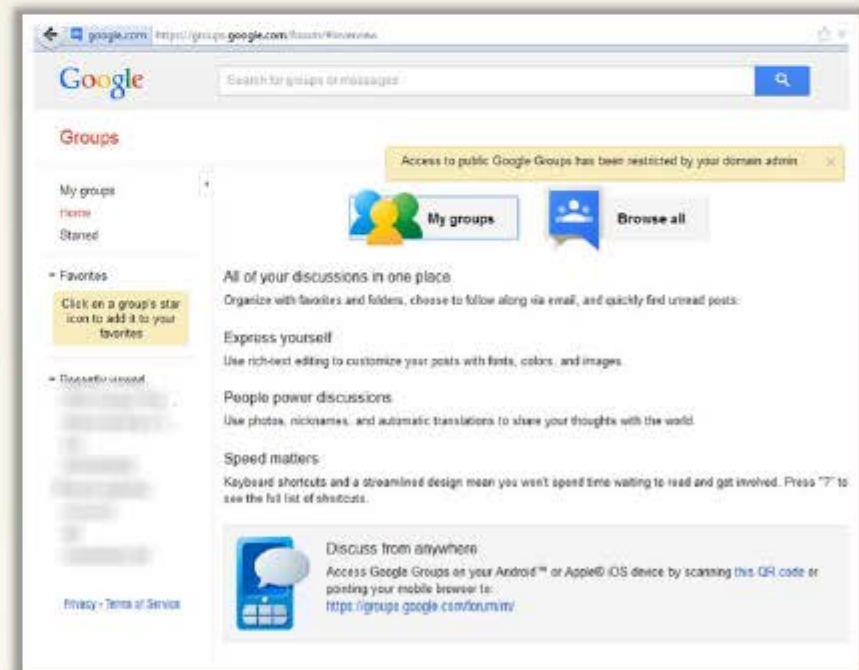 google.com https://groups.google.com/forum/#!overview
Google
Search for groups or messages
Groups
Access to public Google Groups has been restricted by your domain admin ×
My groups
Home
Starred
My groups
Browse all
Favorites
Click on a group's star
icon to add it to your
favorites
Recently viewed
All of your discussions in one place
Organize with favorites and folders, choose to follow along via email, and quickly find unread posts.
Express yourself
Use rich-text editing to customize your posts with fonts, colors, and images.
People power discussions
Use photos, nicknames, and automatic translations to share your thoughts with the world.
Speed matters
Keyboard shortcuts and a streamlined design mean you won't spend time waiting to read and get involved. Press "?" to
see the full list of shortcuts.
Discuss from anywhere
Access Google Groups on your Android™ or Apple® iOS device by scanning this QR code or
pointing your mobile browser to:
https://groups.google.com/forum/m/
Privacy - Terms of Service